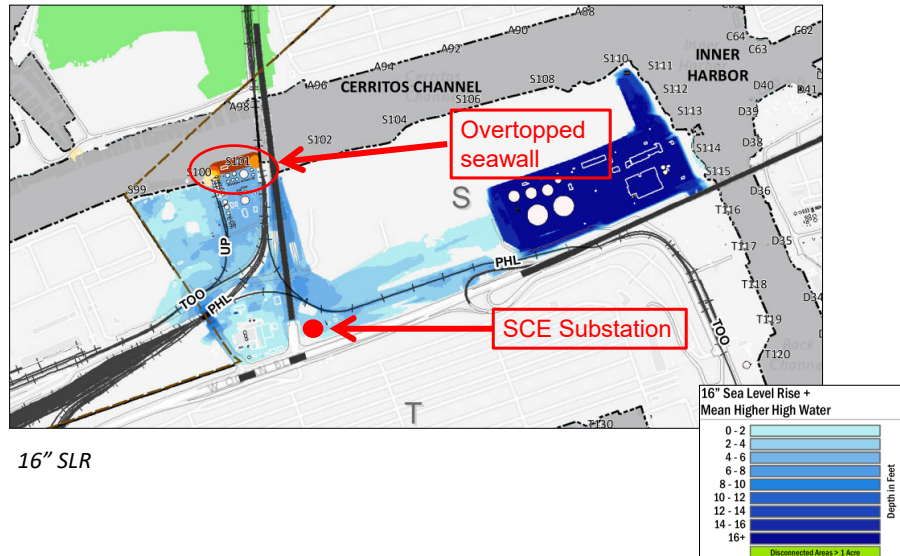 A88
A90
A92
A94
A96
A98
CERRITOS CHANNEL
Cerritos
S110
S111
S112
S113
S114
S115
S108
S106
S104
S102
S101
S100
S99
INNER
HARBOR
C64
C63
C62
D40
D41
D39
D38
D36
D35
D34
Overtopped
seawall
S
T116
T117
T118
T119
T120
UP
TOO
PHL
PHL
TOO
SCE Substation
Back
T
T130
16” SLR
16” Sea Level Rise +
Mean Higher High Water
0 - 2
2 - 4
4 - 6
6 - 8
8 - 10
10 - 12
12 - 14
14 - 16
16+
Depth in Feet
Disconnected Areas > 1 Acre